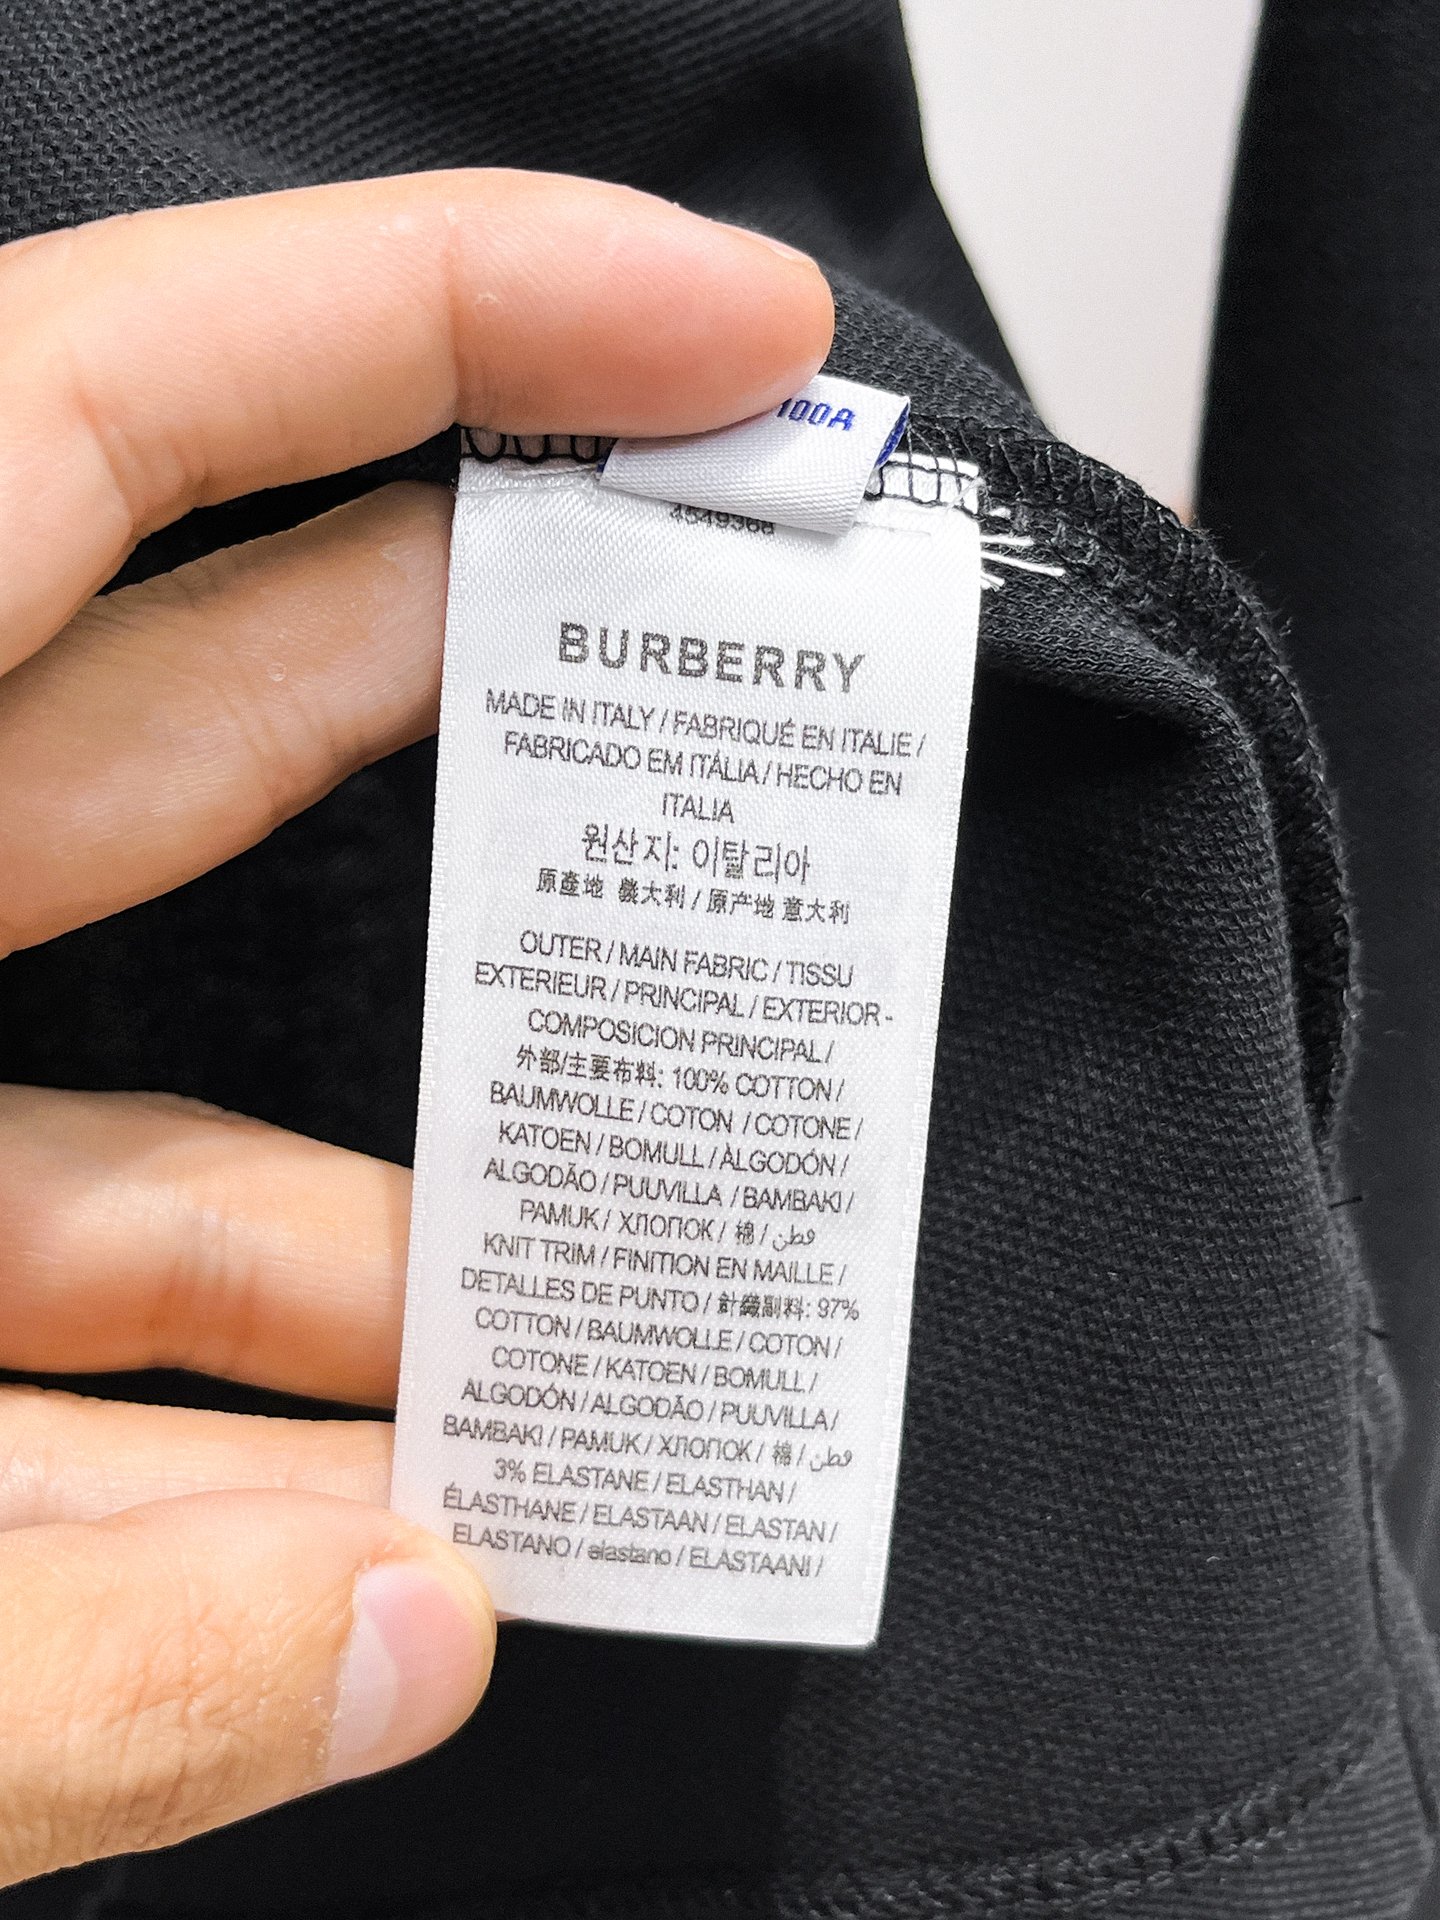 100A
4549368
BURBERRY
MADE IN ITALY / FABRIQUÉ EN ITALIE /
FABRICADO EM ITÁLIA / HECHO EN
ITALIA
원산지: 이탈리아
原產地 義大利 / 原产地 意大利
OUTER / MAIN FABRIC / TISSU
EXTERIEUR / PRINCIPAL / EXTERIOR -
COMPOSICION PRINCIPAL /
外部/主要布料: 100% COTTON /
BAUMWOLLE / COTON / COTONE /
KATOEN / BOMULL / ALGODÓN /
ALGODÃO / PUUVILLA / BAMBAKI /
PAMUK / ХЛОПОК / 棉 / قطن
KNIT TRIM / FINITION EN MAILLE /
DETALLES DE PUNTO / 針織副料: 97%
COTTON / BAUMWOLLE / COTON /
COTONE / KATOEN / BOMULL /
ALGODÓN / ALGODÃO / PUUVILLA /
BAMBAKI / PAMUK / ХЛОПОК / 棉 / قطن
3% ELASTANE / ELASTHAN /
ÉLASTHANE / ELASTAAN / ELASTAN /
ELASTANO / elastano / ELASTAANI /